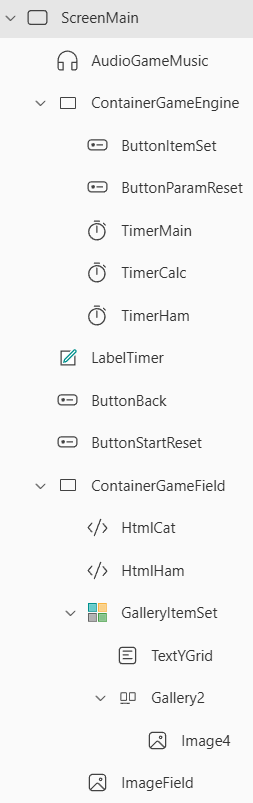 ScreenMain
AudioGameMusic
ContainerGameEngine
ButtonItemSet
ButtonParamReset
TimerMain
TimerCalc
TimerHam
LabelTimer
ButtonBack
ButtonStartReset
ContainerGameField
HtmlCat
HtmlHam
GalleryItemSet
TextYGrid
Gallery2
Image4
ImageField